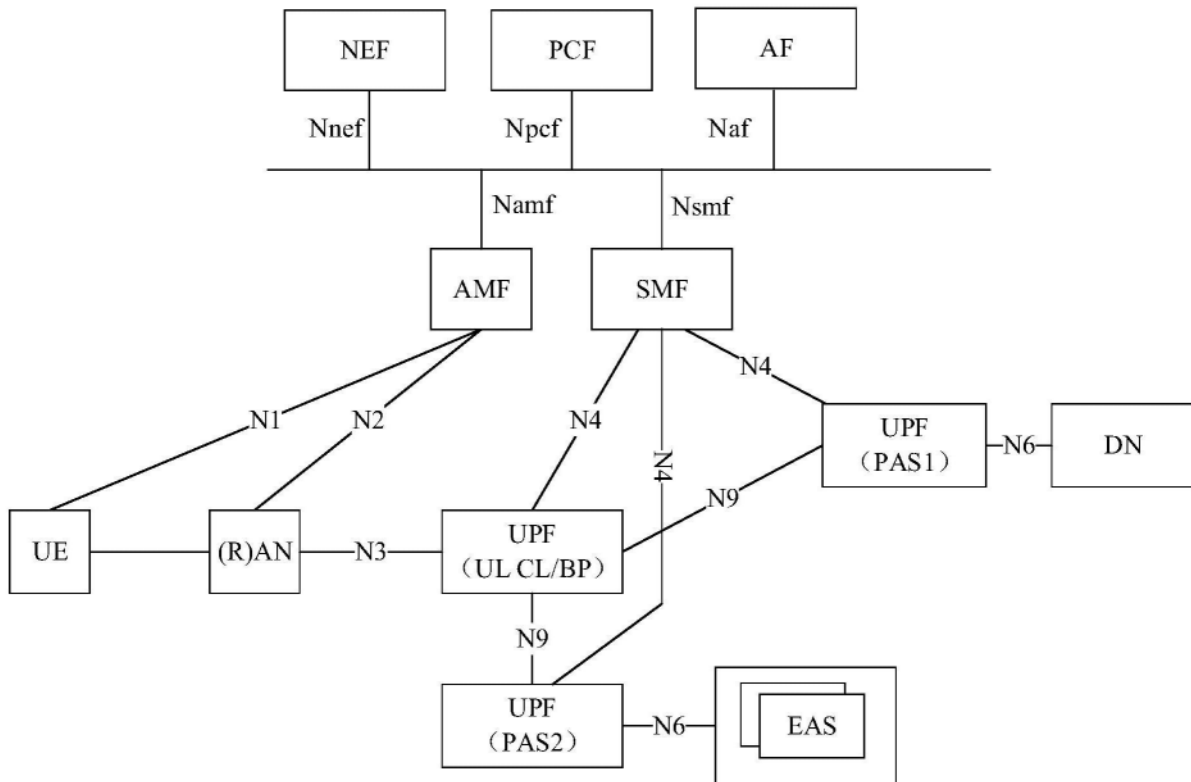 NEF
PCF
AF
Nnef
Npcf
Naf
Namf
Nsmf
AMF
SMF
N1
N2
N4
N4
N4
UPF
（PAS1）
N6
DN
N9
UE
(R)AN
N3
UPF
（UL CL/BP）
N9
UPF
（PAS2）
N6
EAS